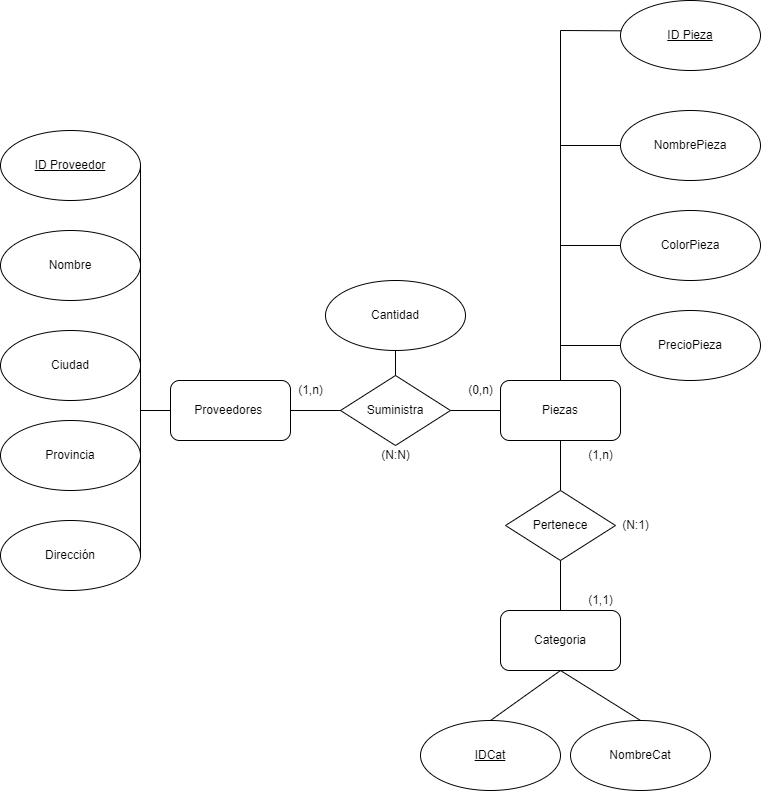 ID Pieza
NombrePieza
ID Proveedor
ColorPieza
Nombre
Cantidad
PrecioPieza
Ciudad
Proveedores
(1,n)
Suministra
(0,n)
Piezas
(N:N)
(1,n)
Provincia
Pertenece
(N:1)
Dirección
(1,1)
Categoria
IDCat
NombreCat